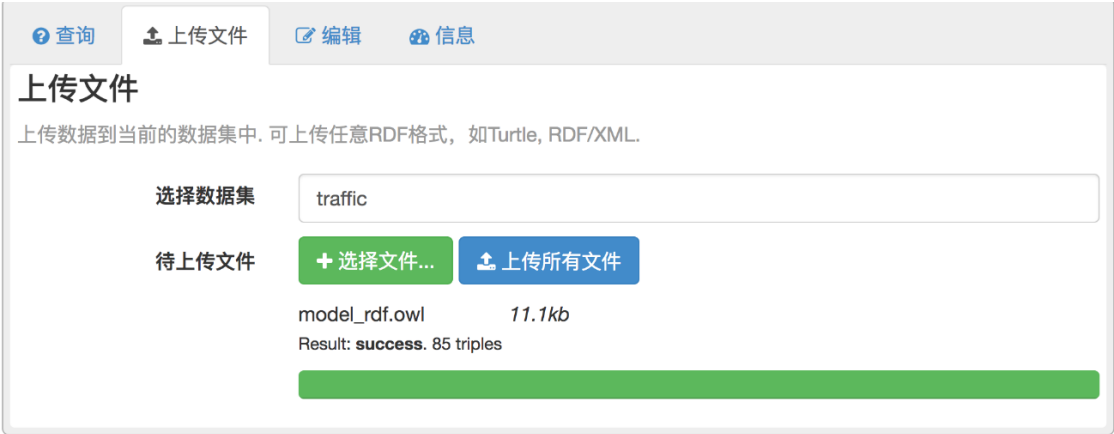 查询 上传文件 编辑 信息
上传文件
上传数据到当前的数据集中. 可上传任意RDF格式，如Turtle, RDF/XML.
选择数据集 traffic
待上传文件 选择文件... 上传所有文件
model_rdf.owl 11.1kb
Result: success. 85 triples